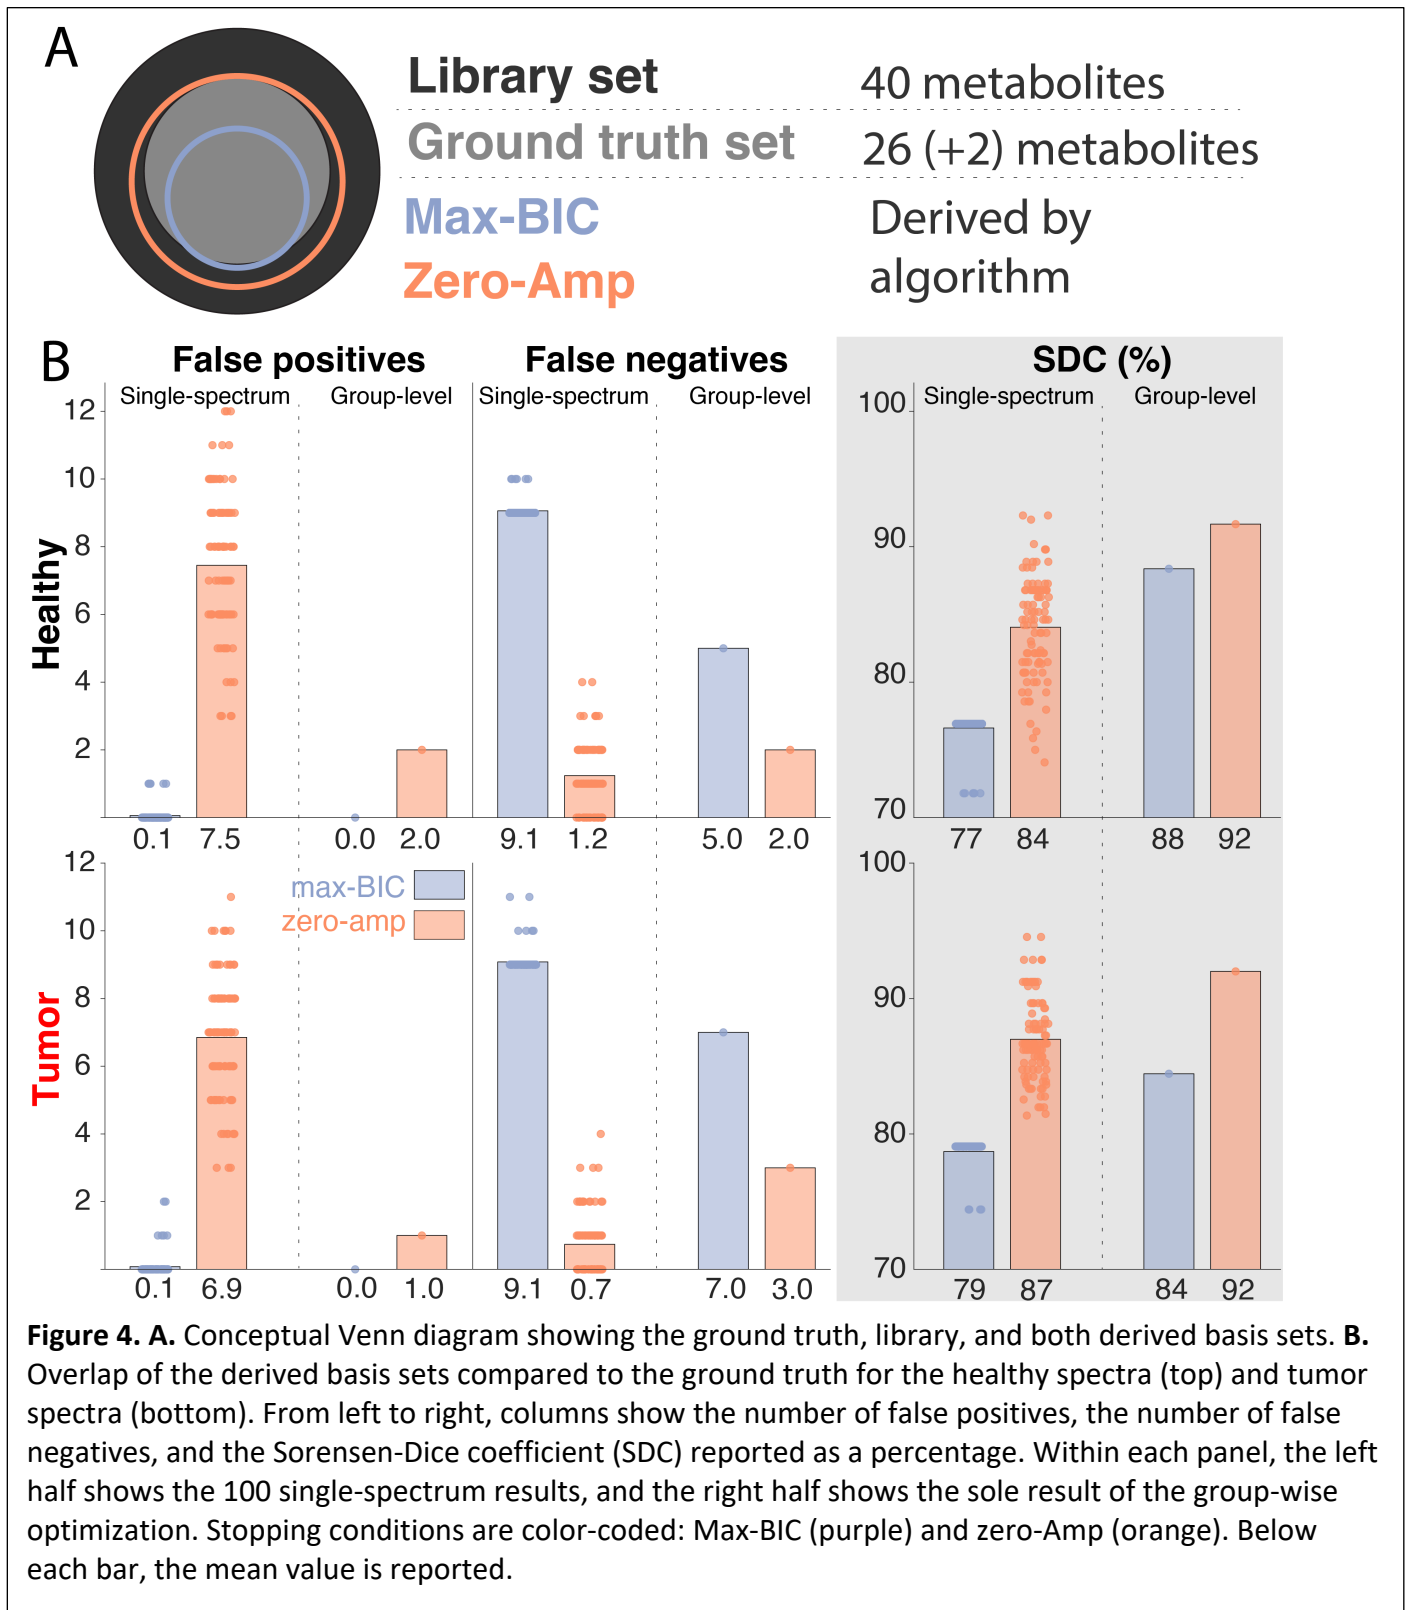 A
Library set 40 metabolites
Ground truth set 26 (+2) metabolites
Max-BIC Derived by
Zero-Amp algorithm
B False positives False negatives SDC (%)
Single-spectrum Group-level Single-spectrum Group-level Single-spectrum Group-level
Healthy
12
10
8
6
4
2
100
90
80
70
0.1 7.5 0.0 2.0 9.1 1.2 5.0 2.0 77 84 88 92
Tumor
12
10
8
6
4
2
max-BIC
zero-amp
100
90
80
70
0.1 6.9 0.0 1.0 9.1 0.7 7.0 3.0 79 87 84 92
Figure 4. A. Conceptual Venn diagram showing the ground truth, library, and both derived basis sets. B.
Overlap of the derived basis sets compared to the ground truth for the healthy spectra (top) and tumor
spectra (bottom). From left to right, columns show the number of false positives, the number of false
negatives, and the Sorensen-Dice coefficient (SDC) reported as a percentage. Within each panel, the left
half shows the 100 single-spectrum results, and the right half shows the sole result of the group-wise
optimization. Stopping conditions are color-coded: Max-BIC (purple) and zero-Amp (orange). Below
each bar, the mean value is reported.